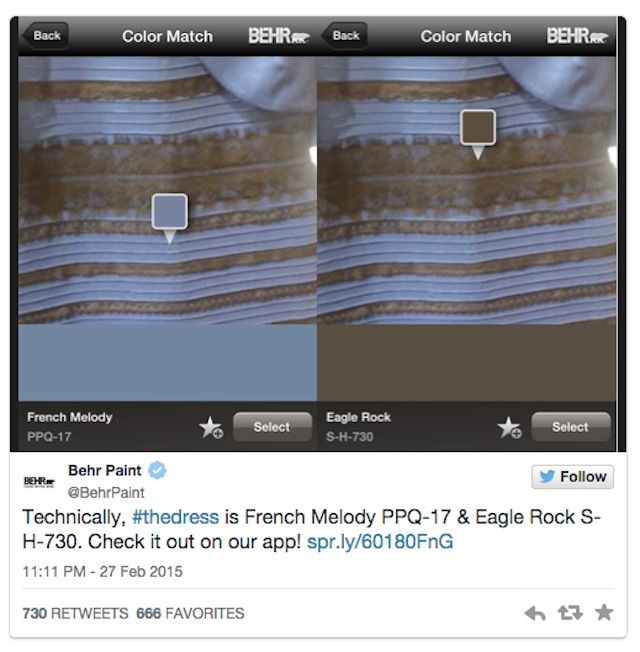 Back Color Match BEHR
Back Color Match BEHR
French Melody
PPQ-17
Select
Eagle Rock
S-H-730
Select
BEHR
Behr Paint
@BehrPaint
Follow
Technically, #thedress is French Melody PPQ-17 & Eagle Rock S-
H-730. Check it out on our app! spr.ly/60180FnG
11:11 PM - 27 Feb 2015
730 RETWEETS 666 FAVORITES